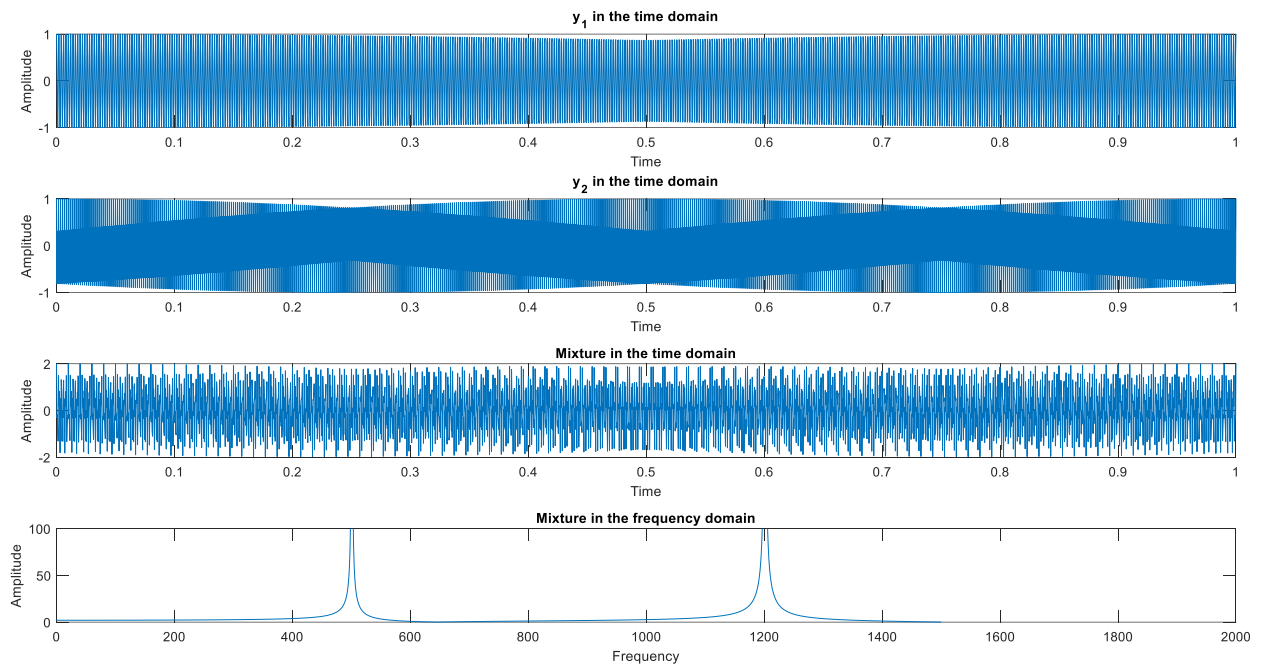 y1 in the time domain
Amplitude
1
0
-1
0 0.1 0.2 0.3 0.4 0.5 0.6 0.7 0.8 0.9 1
Time
y2 in the time domain
Amplitude
1
0
-1
0 0.1 0.2 0.3 0.4 0.5 0.6 0.7 0.8 0.9 1
Time
Mixture in the time domain
Amplitude
2
0
-2
0 0.1 0.2 0.3 0.4 0.5 0.6 0.7 0.8 0.9 1
Time
Mixture in the frequency domain
Amplitude
100
50
0
0 200 400 600 800 1000 1200 1400 1600 1800 2000
Frequency